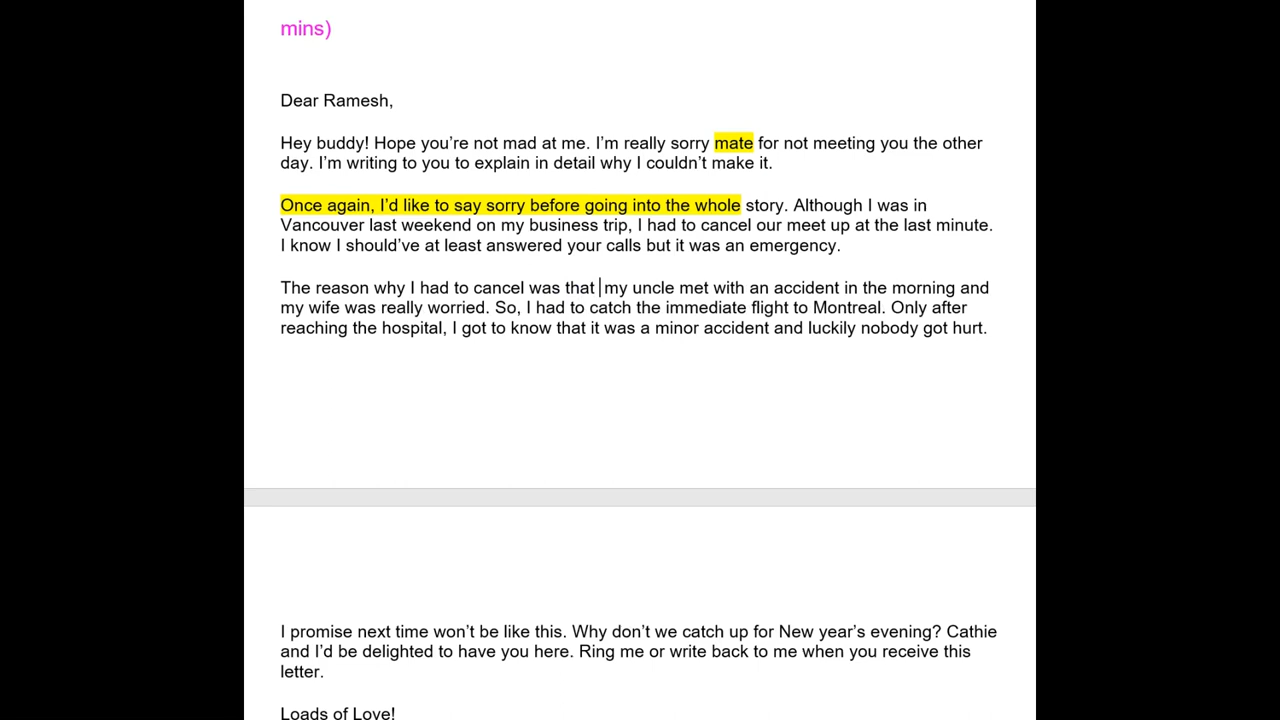 mins)
Dear Ramesh,
Hey buddy! Hope you’re not mad at me. I’m really sorry mate for not meeting you the other
day. I’m writing to you to explain in detail why I couldn’t make it.
Once again, I’d like to say sorry before going into the whole story. Although I was in
Vancouver last weekend on my business trip, I had to cancel our meet up at the last minute.
I know I should’ve at least answered your calls but it was an emergency.
The reason why I had to cancel was that my uncle met with an accident in the morning and
my wife was really worried. So, I had to catch the immediate flight to Montreal. Only after
reaching the hospital, I got to know that it was a minor accident and luckily nobody got hurt.
I promise next time won’t be like this. Why don’t we catch up for New year’s evening? Cathie
and I’d be delighted to have you here. Ring me or write back to me when you receive this
letter.
Loads of Love!